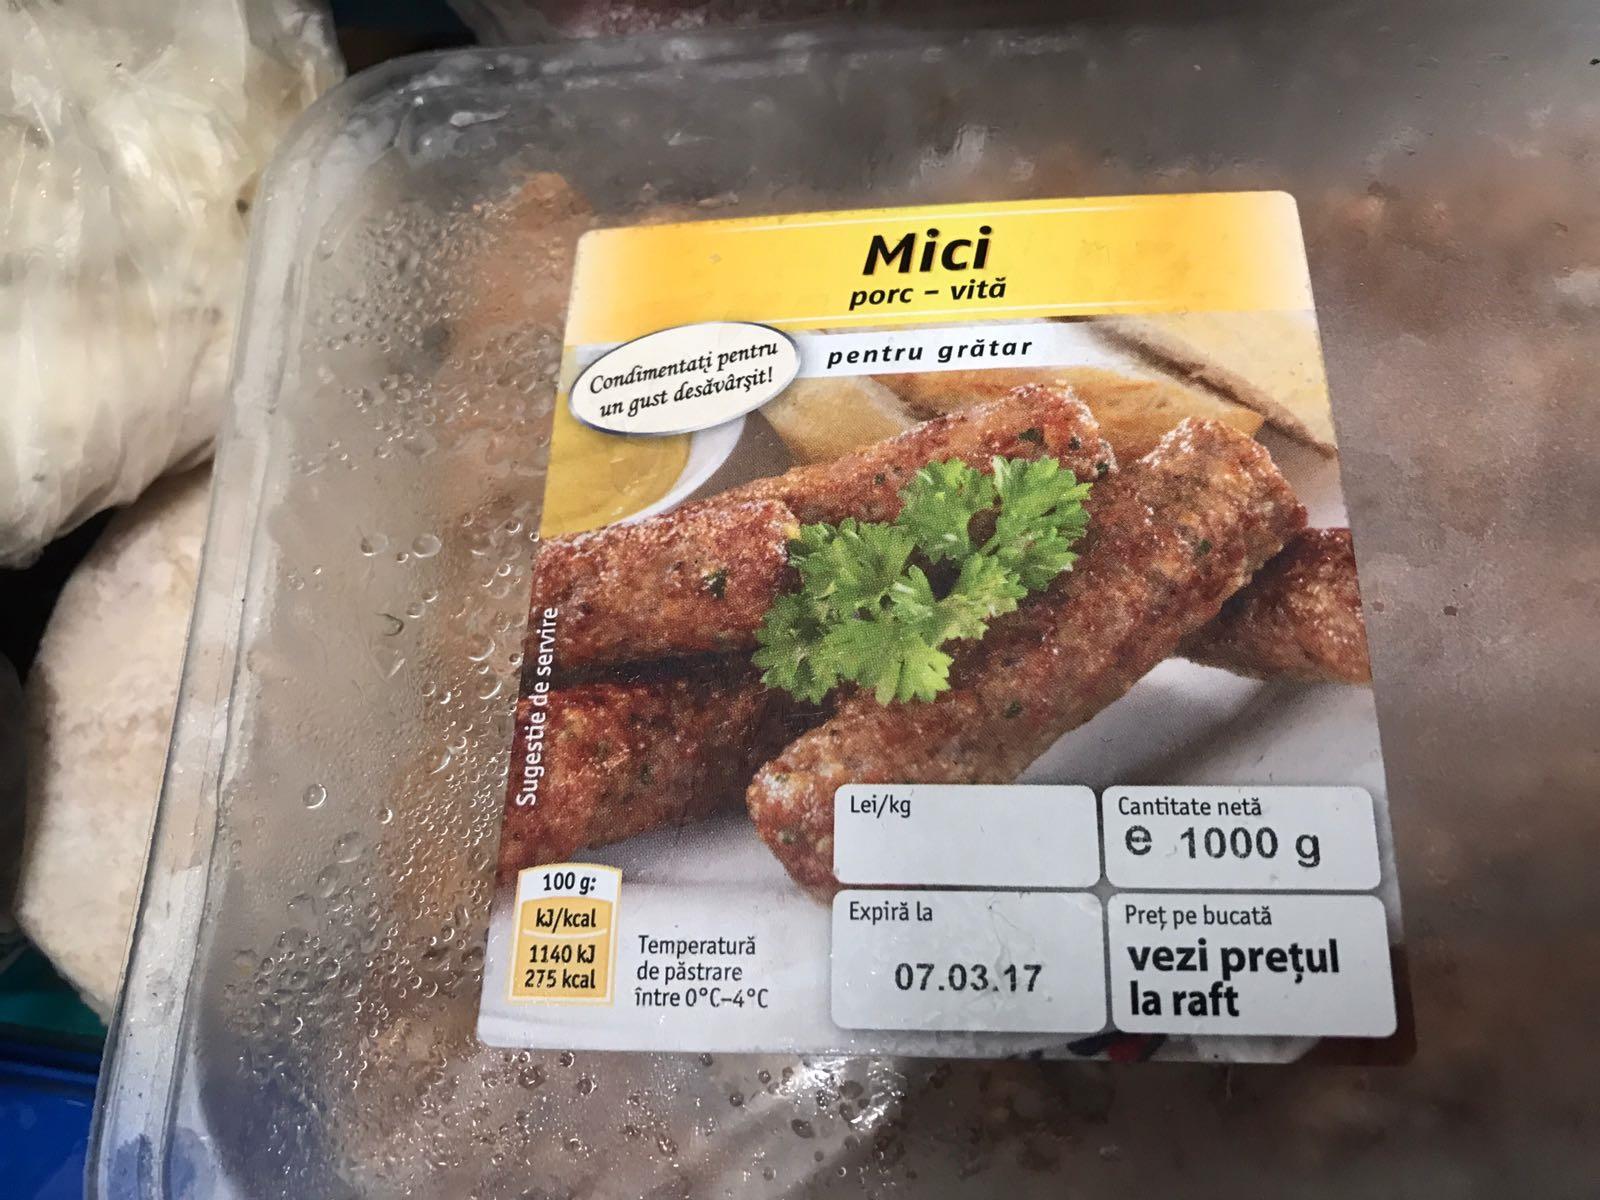 Mici
porc – vită
pentru grătar
Condimentați pentru
un gust desăvârșit!
Sugestie de servire
100 g:
kJ/kcal
1140 kJ
275 kcal
Temperatură
de păstrare
între 0°C–4°C
Lei/kg
Cantitate netă
e 1000 g
Expiră la
07.03.17
Preț pe bucată
vezi prețul
la raft